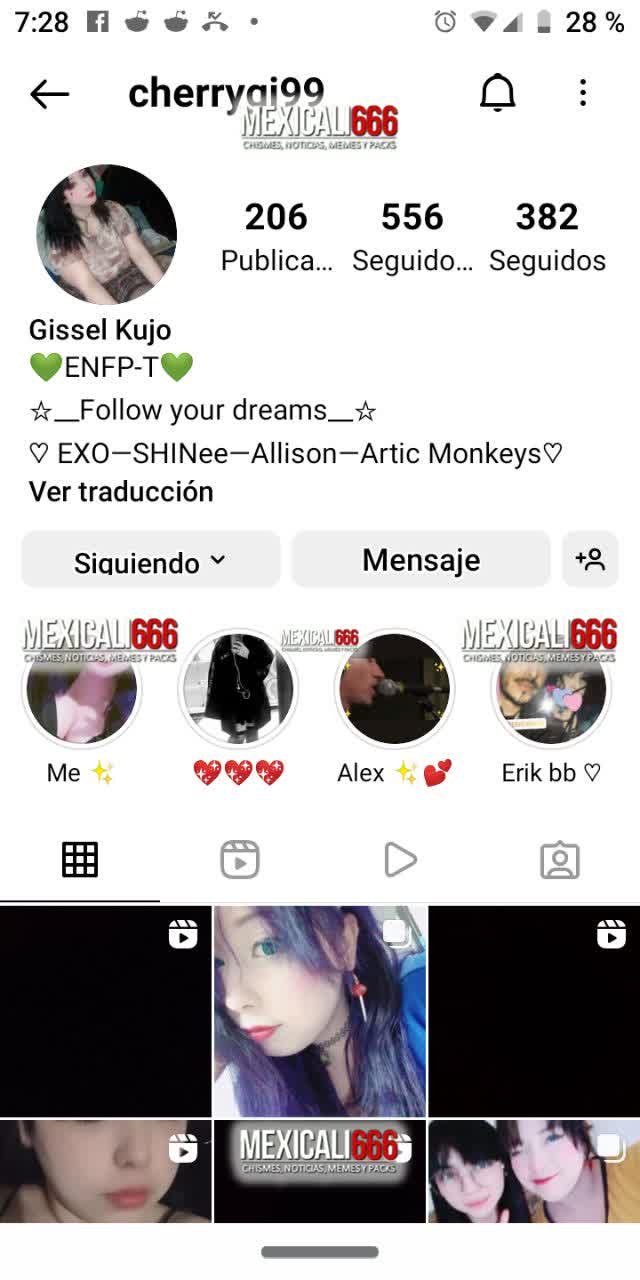 7:28
28 %
cherrygi99
MEXICALI666
CHISMES, NOTICIAS, MEMES Y PACKS
206 556 382
Publica... Seguido... Seguidos
Gissel Kujo
💚ENFP-T💚
☆__Follow your dreams__☆
♡ EXO—SHINee—Allison—Artic Monkeys♡
Ver traducción
Siguiendo Mensaje
MEXICALI666 MEXICALI666 MEXICALI666
CHISMES, NOTICIAS, MEMES Y PACKS CHISMES, NOTICIAS, MEMES Y PACKS CHISMES, NOTICIAS, MEMES Y PACKS
Me ✨ 💖💖💖 Alex ✨💕 Erik bb ♡
MEXICALI666
CHISMES, NOTICIAS, MEMES Y PACKS